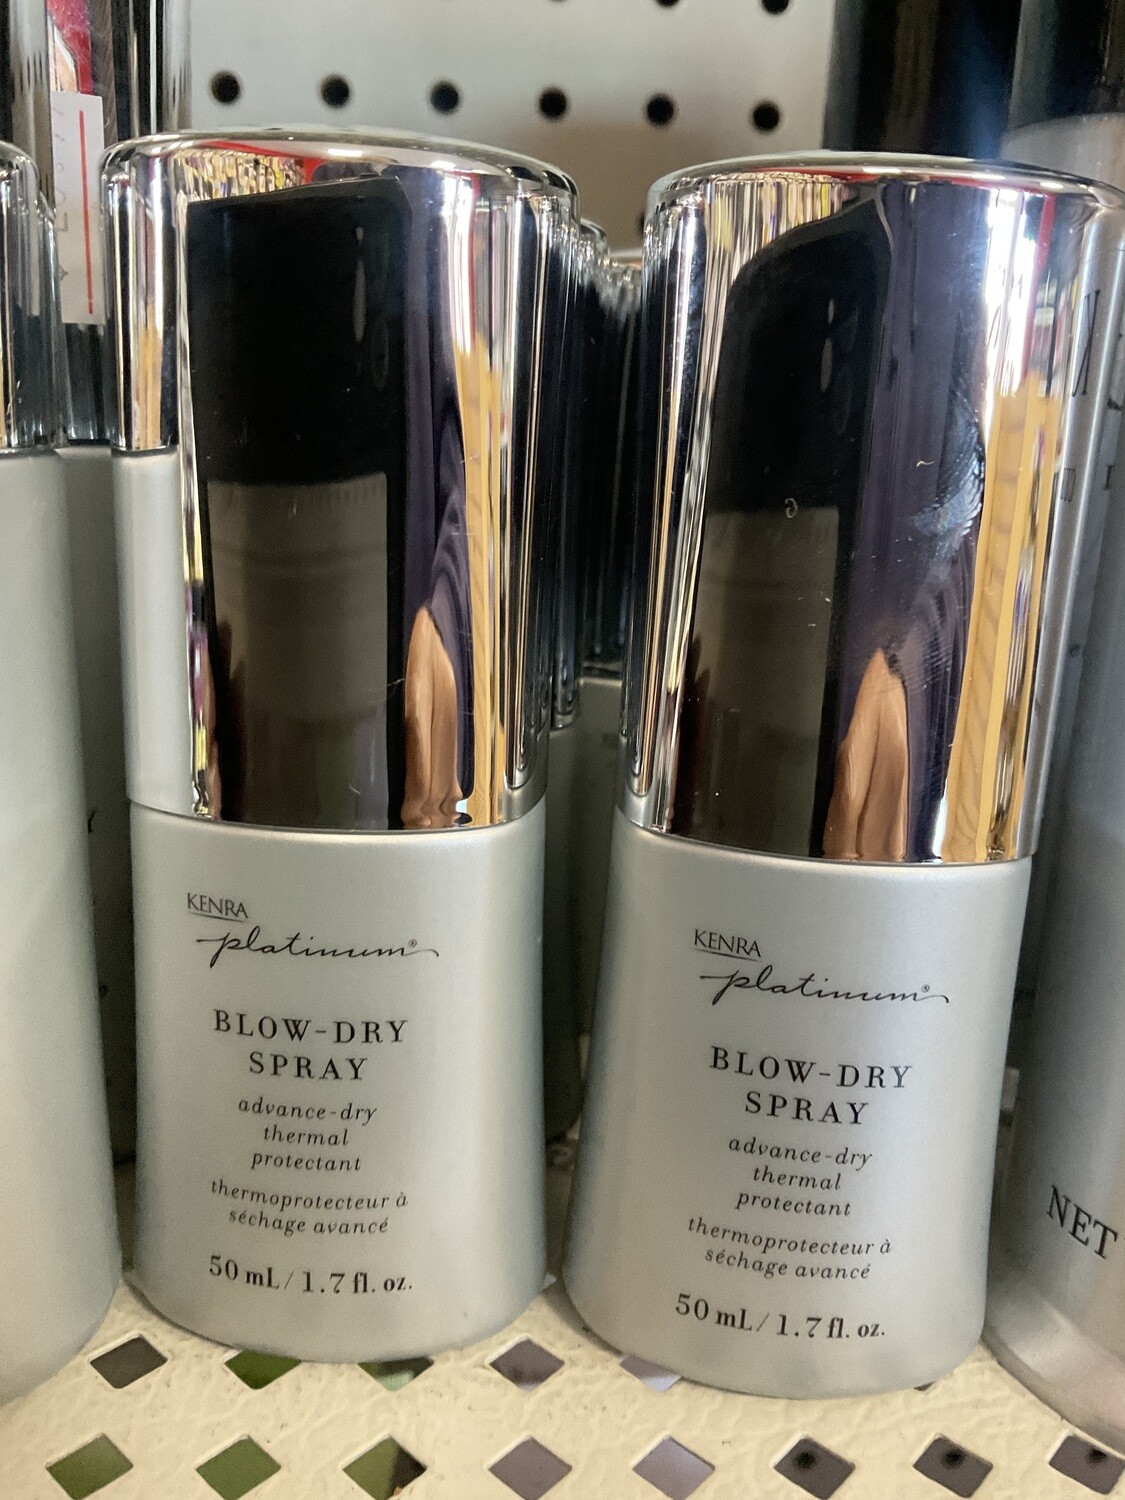 KENRA
platinum®
BLOW-DRY
SPRAY
advance-dry
thermal
protectant
thermoprotecteur à
séchage avancé
50 mL / 1.7 fl. oz.
KENRA
platinum®
BLOW-DRY
SPRAY
advance-dry
thermal
protectant
thermoprotecteur à
séchage avancé
50 mL / 1.7 fl. oz.
NET